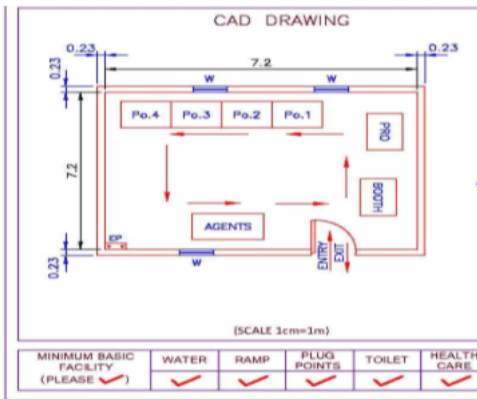 CAD DRAWING
0.23
7.2
0.23
0.23
W
W
Po.4
Po.3
Po.2
Po.1
PRO
7.2
BOOTH
AGENTS
0.23
W
ENTRY
EXIT
(SCALE 1cm=1m)
MINIMUM BASIC
FACILITY
(PLEASE ✓)
WATER
RAMP
PLUG
POINTS
TOILET
HEALTH
CARE